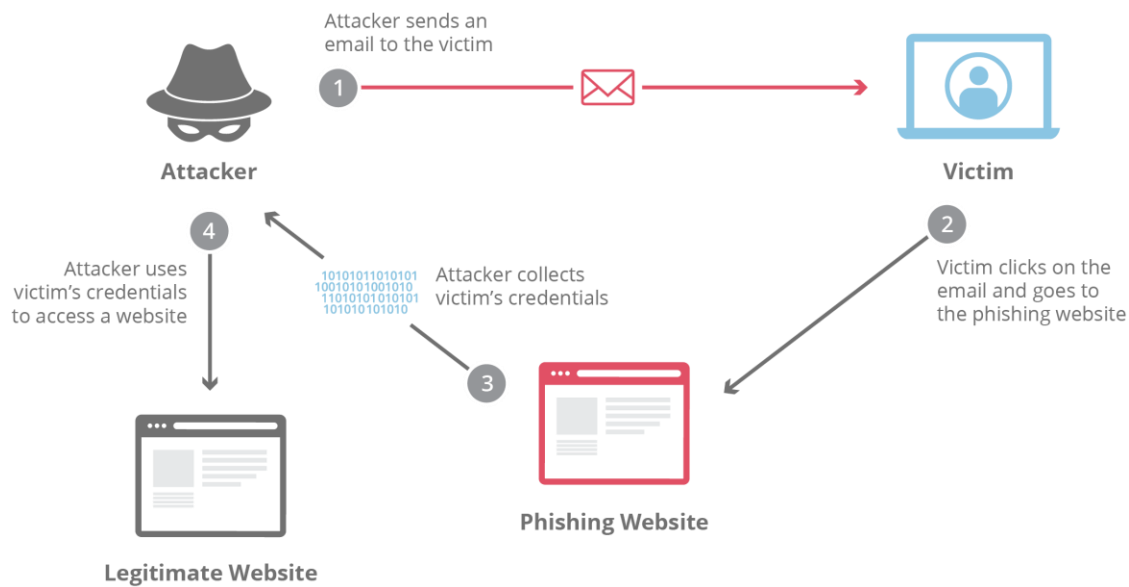 Attacker sends an
email to the victim
1
Attacker
Victim
4
2
Attacker uses
victim's credentials
to access a website
10101011010101
10010101001010
11010101010101
101010101010
Attacker collects
victim's credentials
Victim clicks on the
email and goes to
the phishing website
3
Phishing Website
Legitimate Website